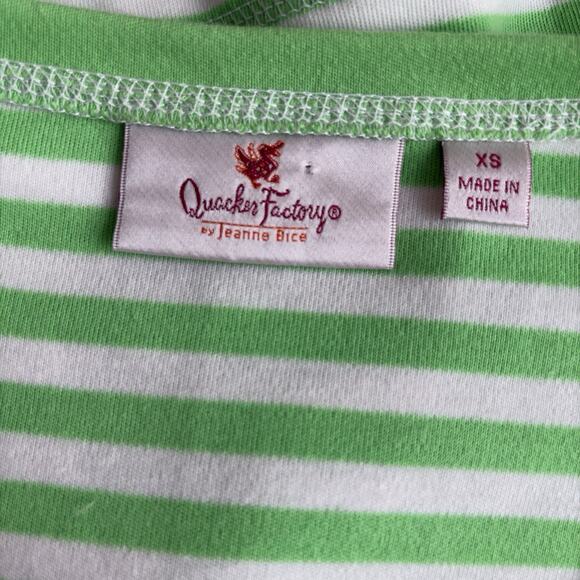 Quacker Factory®
by Jeanne Bice
XS
MADE IN
CHINA